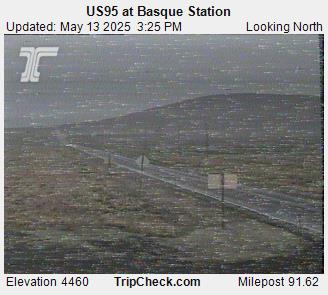 US95 at Basque Station
Updated: May 13 2025  3:25 PM Looking North
Elevation 4460 TripCheck.com Milepost 91.62